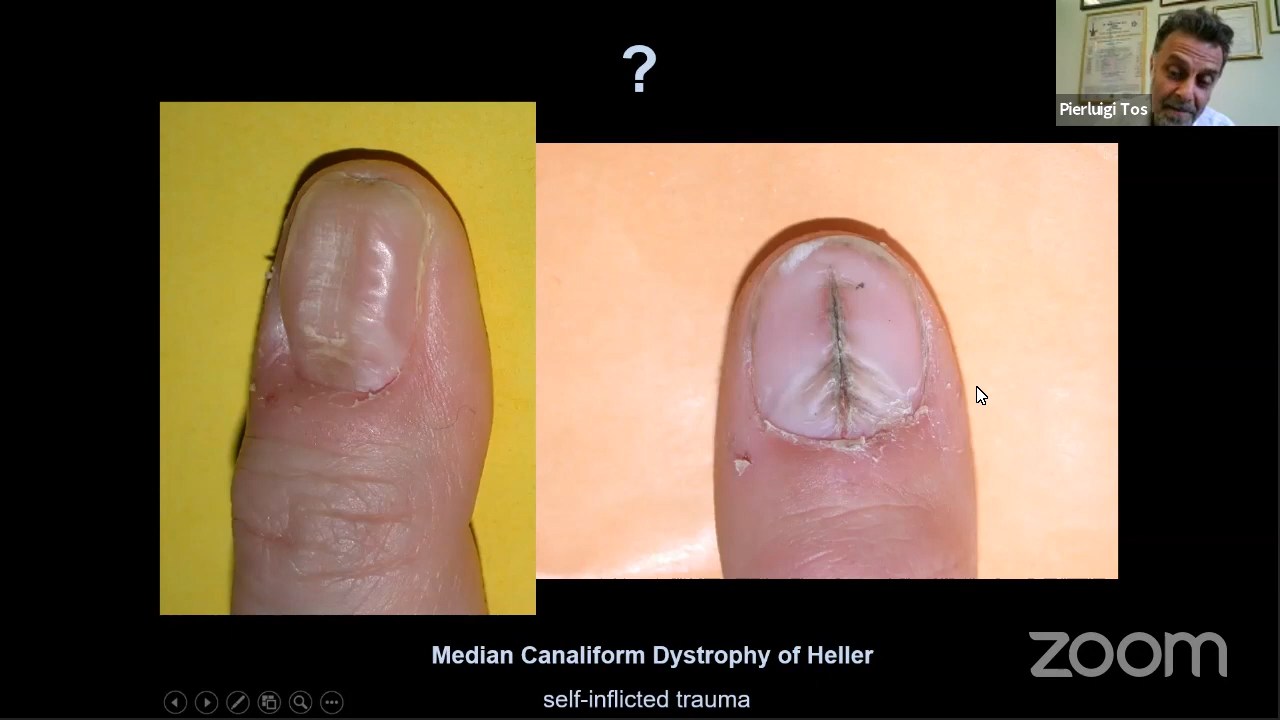 ?
Pierluigi Tos
Median Canaliform Dystrophy of Heller
zoom
self-inflicted trauma